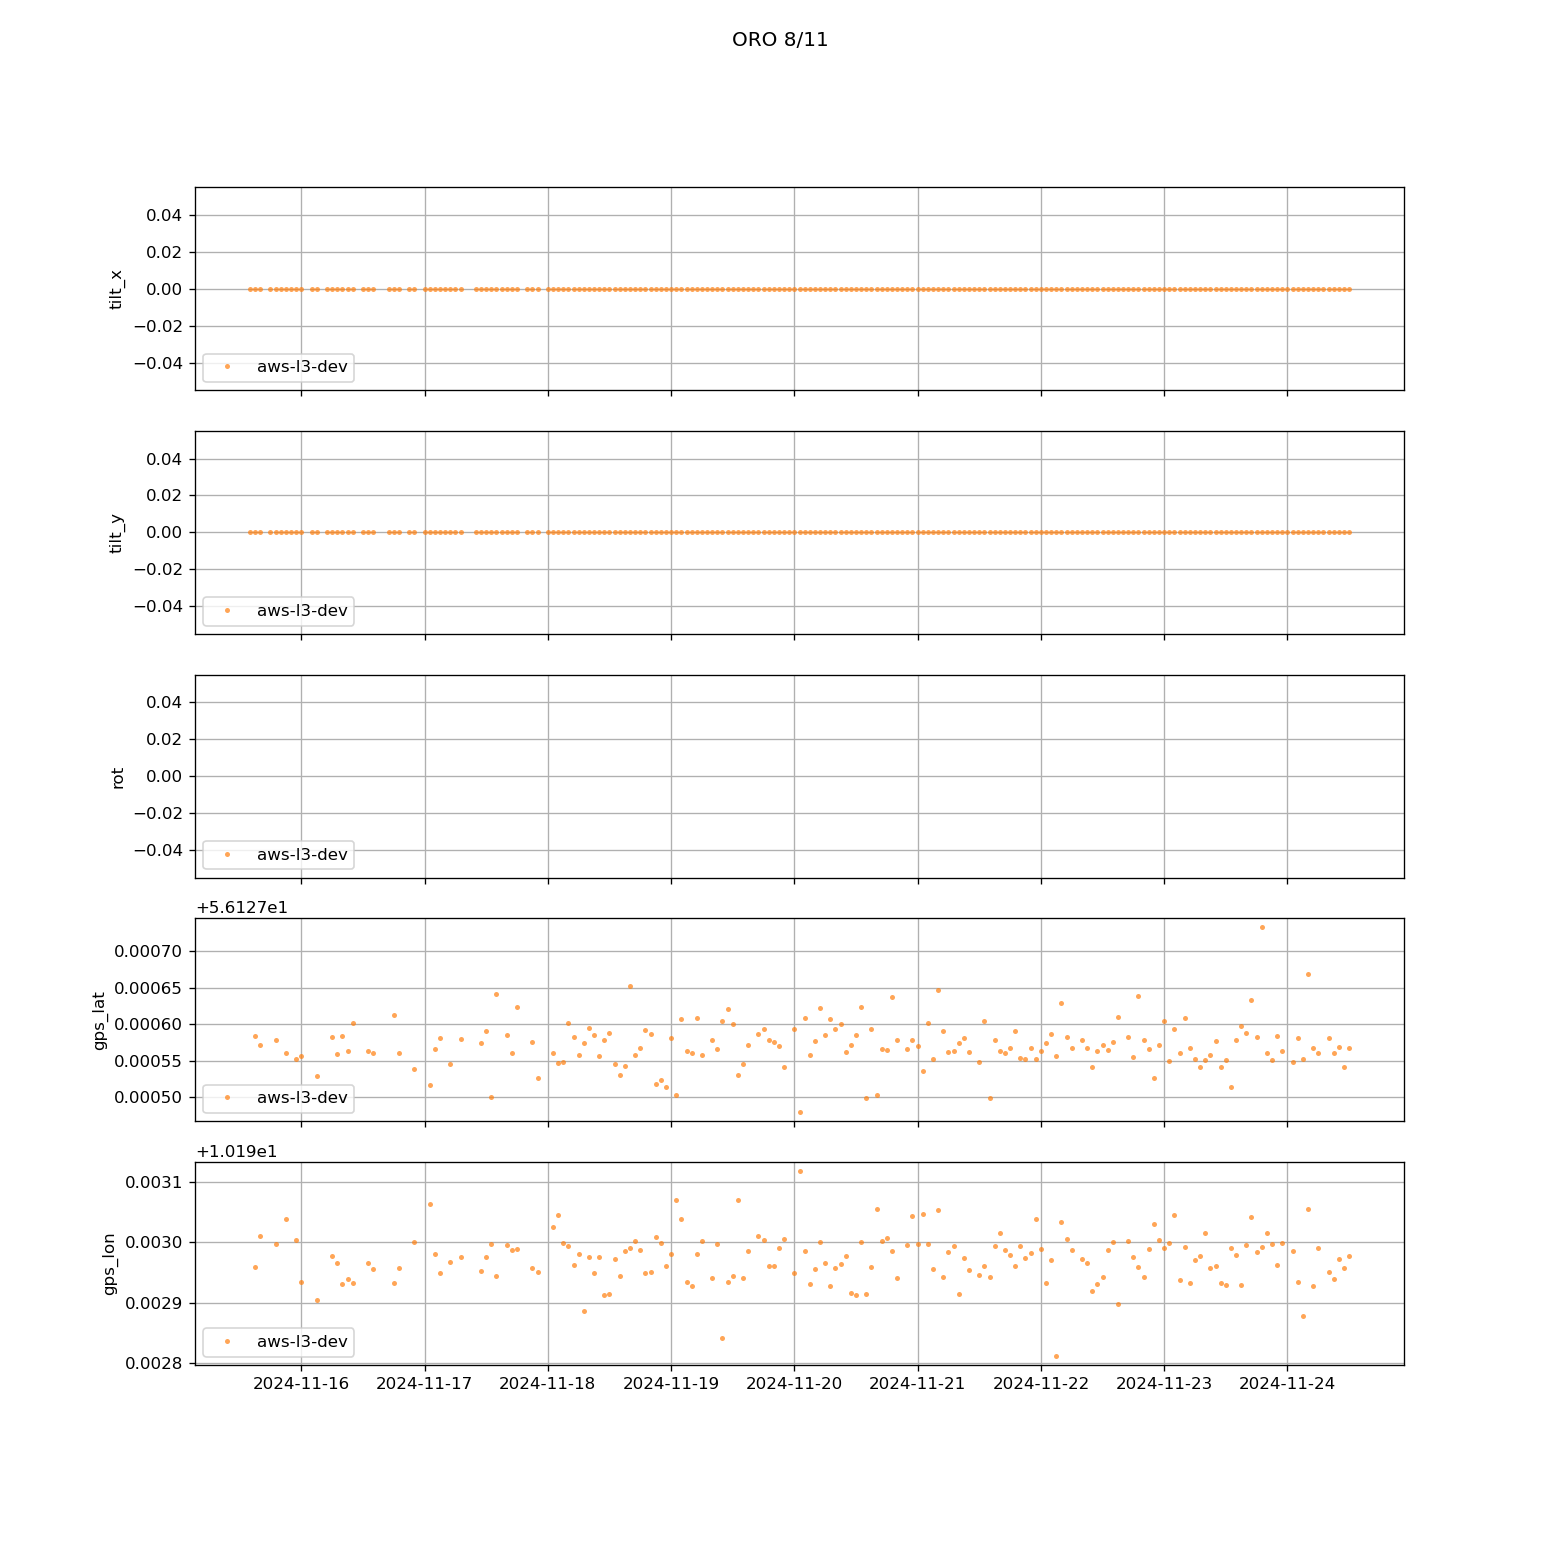 ORO 8/11
0.04
0.02
0.00
−0.02
−0.04
tilt_x
aws-l3-dev
0.04
0.02
0.00
−0.02
−0.04
tilt_y
aws-l3-dev
0.04
0.02
0.00
−0.02
−0.04
rot
aws-l3-dev
+5.6127e1
0.00070
0.00065
0.00060
0.00055
0.00050
gps_lat
aws-l3-dev
+1.019e1
0.0031
0.0030
0.0029
0.0028
gps_lon
aws-l3-dev
2024-11-16 2024-11-17 2024-11-18 2024-11-19 2024-11-20 2024-11-21 2024-11-22 2024-11-23 2024-11-24